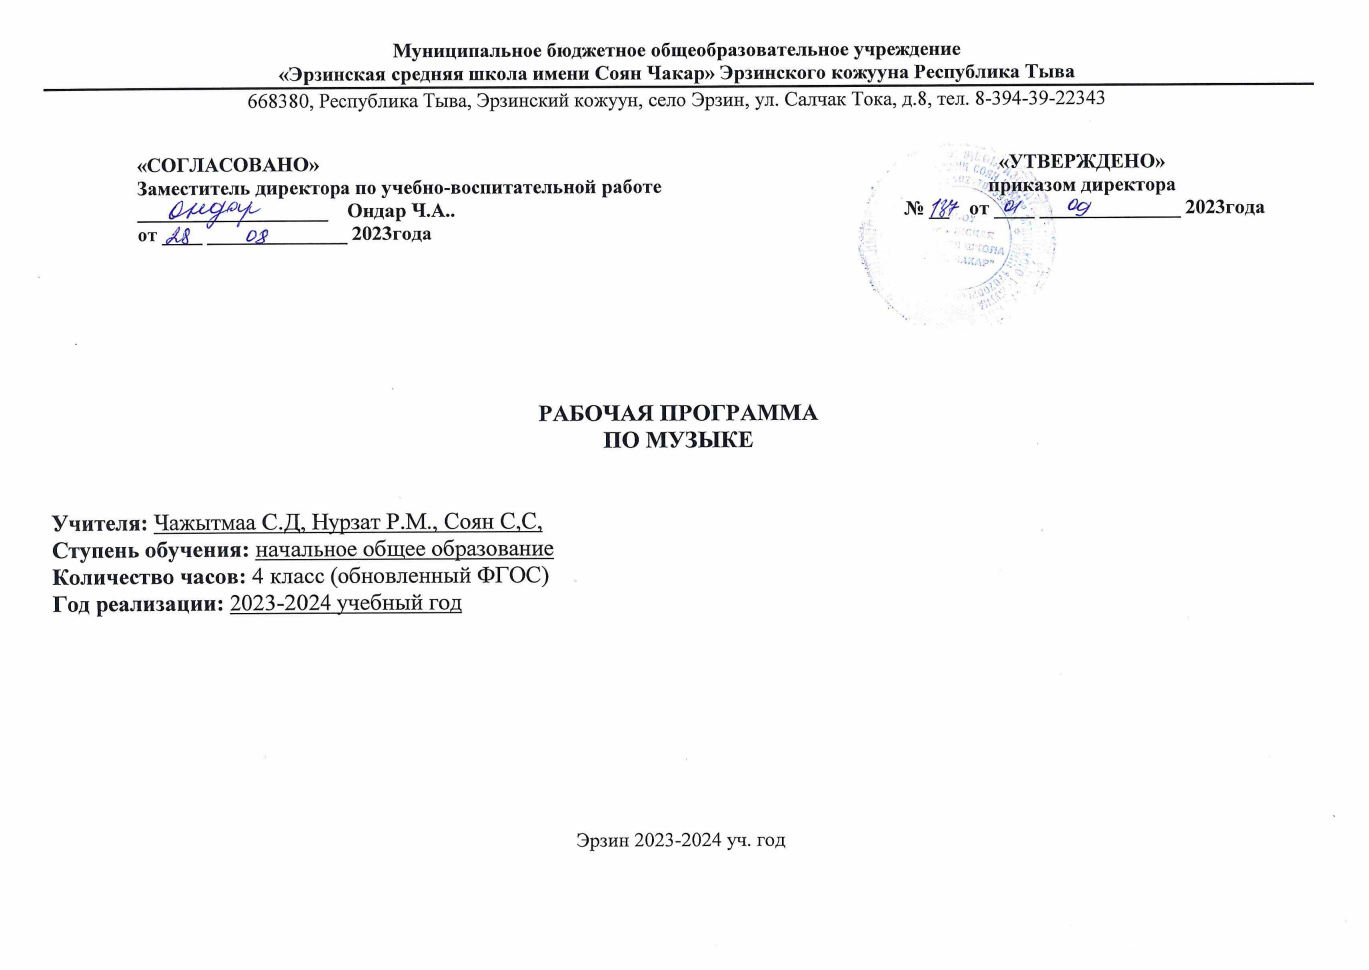 Муниципальное бюджетное общеобразовательное учреждение
«Эрзинская средняя школа имени Соян Чакар» Эрзинского кожууна Республика Тыва
668380, Республика Тыва, Эрзинский кожуун, село Эрзин, ул. Салчак Тока, д.8, тел. 8-394-39-22343
«СОГЛАСОВАНО»
Заместитель директора по учебно-воспитательной работе
Ондар Ондар Ч.А..
от 28 08 2023года
«УТВЕРЖДЕНО»
приказом директора
№ 137 от 01 09 2023года
РАБОЧАЯ ПРОГРАММА
ПО МУЗЫКЕ
Учителя: Чажытмаа С.Д, Нурзат Р.М., Соян С,С,
Ступень обучения: начальное общее образование
Количество часов: 4 класс (обновленный ФГОС)
Год реализации: 2023-2024 учебный год
Эрзин 2023-2024 уч. год